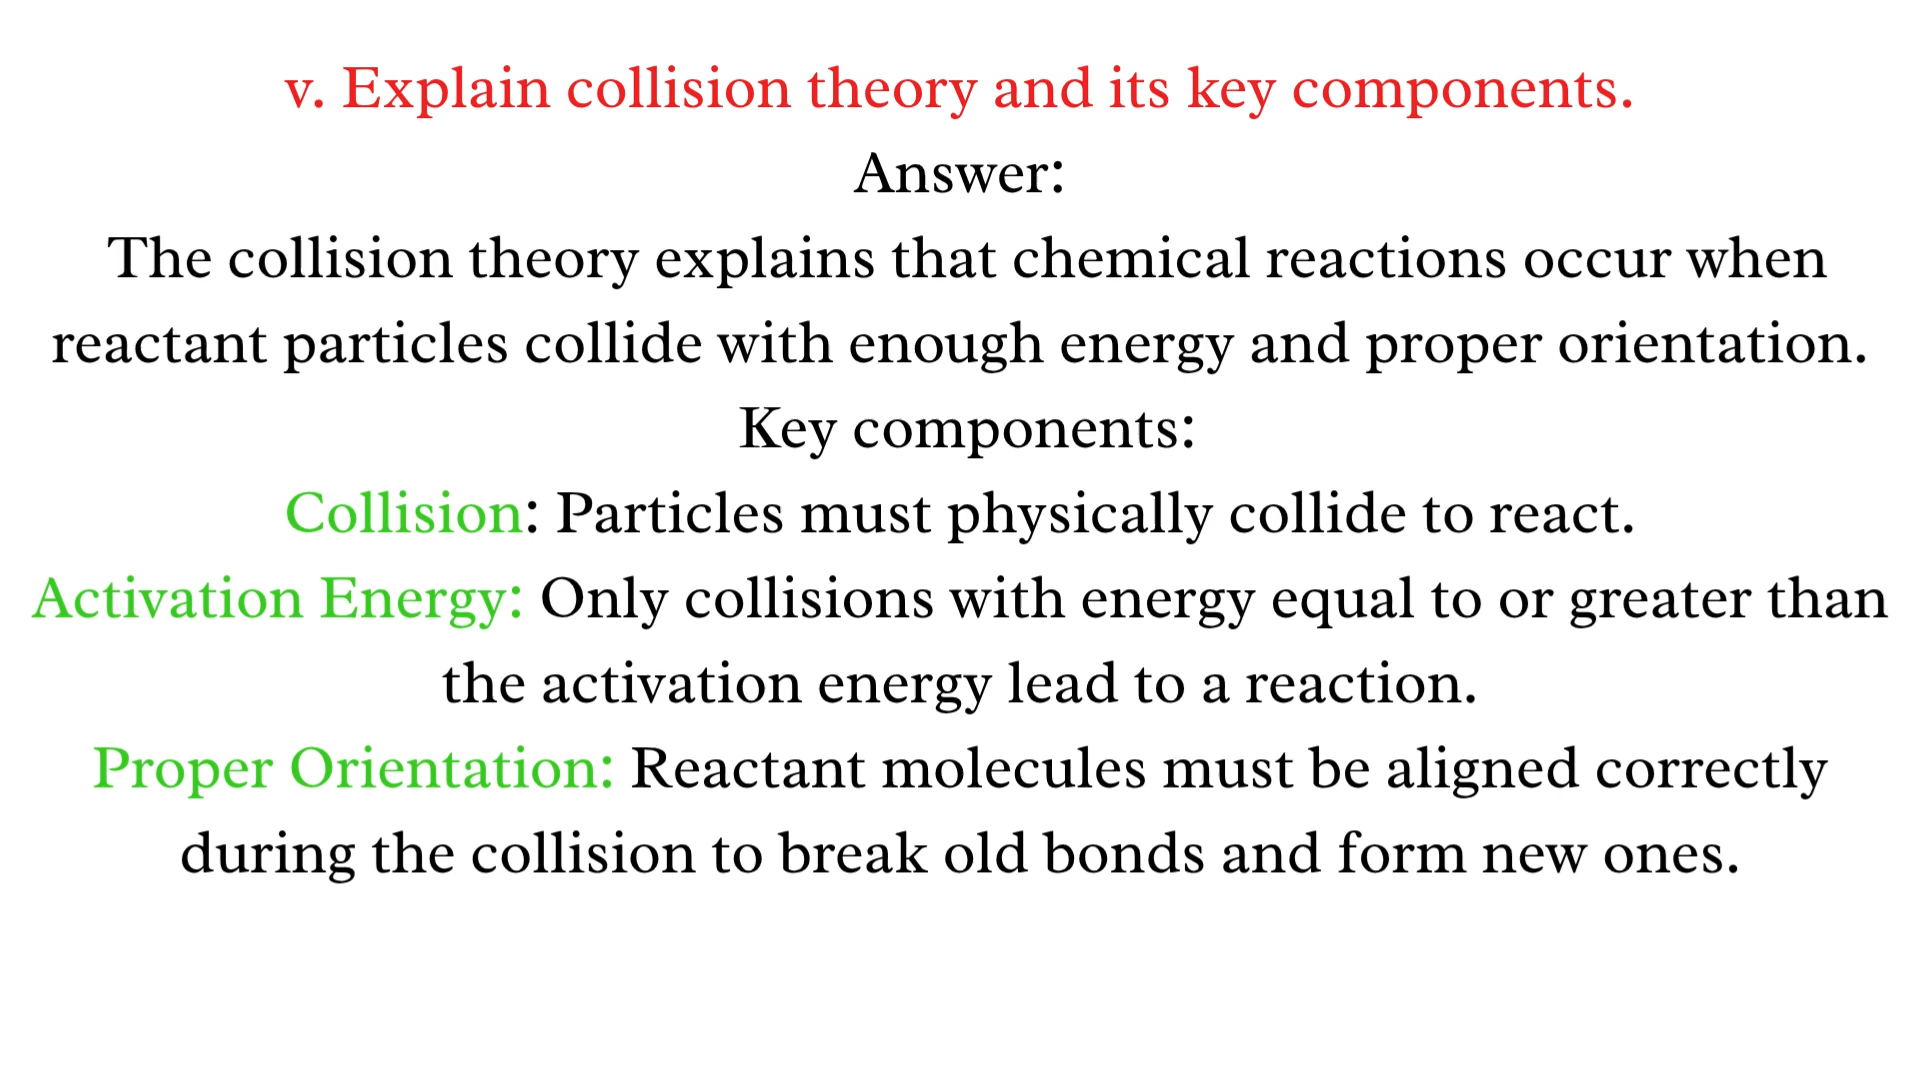 v. Explain collision theory and its key components.
Answer:
The collision theory explains that chemical reactions occur when
reactant particles collide with enough energy and proper orientation.
Key components:
Collision: Particles must physically collide to react.
Activation Energy: Only collisions with energy equal to or greater than
the activation energy lead to a reaction.
Proper Orientation: Reactant molecules must be aligned correctly
during the collision to break old bonds and form new ones.